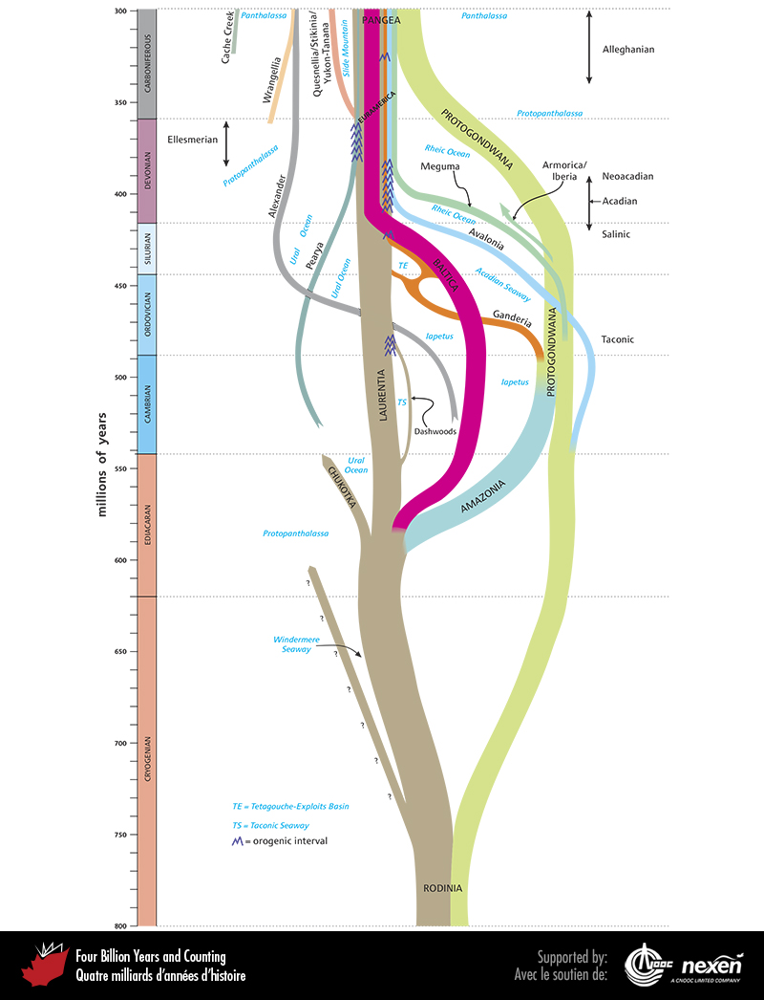 300
350
400
450
500
550
600
650
700
750
800
millions of years
CARBONIFEROUS
DEVONIAN
SILURIAN
ORDOVICIAN
CAMBRIAN
EDIACARAN
CRYOGENIAN
Cache Creek
Panthalassa
Wrangellia
Quesnellia/Stikinia/
Yukon-Tanana
Slide Mountain
PANGEA
Panthalassa
Alleghanian
EURAMERICA
PROTOGONDWANA
Protopanthalassa
Ellesmerian
Protopanthalassa
Rheic Ocean
Meguma
Armorica/
Iberia
Neoacadian
Acadian
Salinic
Alexander
Rheic Ocean
Avalonia
Ural Ocean
Pearya
Ural Ocean
TE
BALTICA
Acadian Seaway
Ganderia
PROTOGONDWANA
Taconic
Iapetus
LAURENTIA
Iapetus
TS
Dashwoods
Ural
Ocean
CHUKOTKA
AMAZONIA
Protopanthalassa
?
?
Windermere
Seaway
?
?
?
?
?
TE = Tetagouche-Exploits Basin
TS = Taconic Seaway
= orogenic interval
RODINIA
Four Billion Years and Counting
Quatre milliards d’années d’histoire
Supported by:
Avec le soutien de:
CNOOC
nexen
A CNOOC LIMITED COMPANY